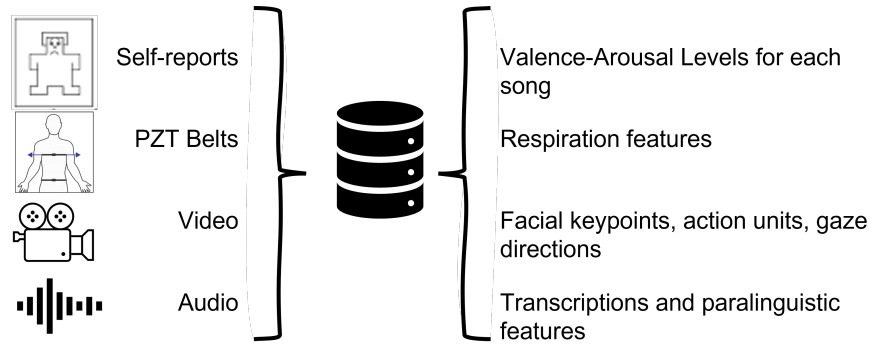 Self-reports
PZT Belts
Video
Audio
Valence-Arousal Levels for each
song
Respiration features
Facial keypoints, action units, gaze
directions
Transcriptions and paralinguistic
features